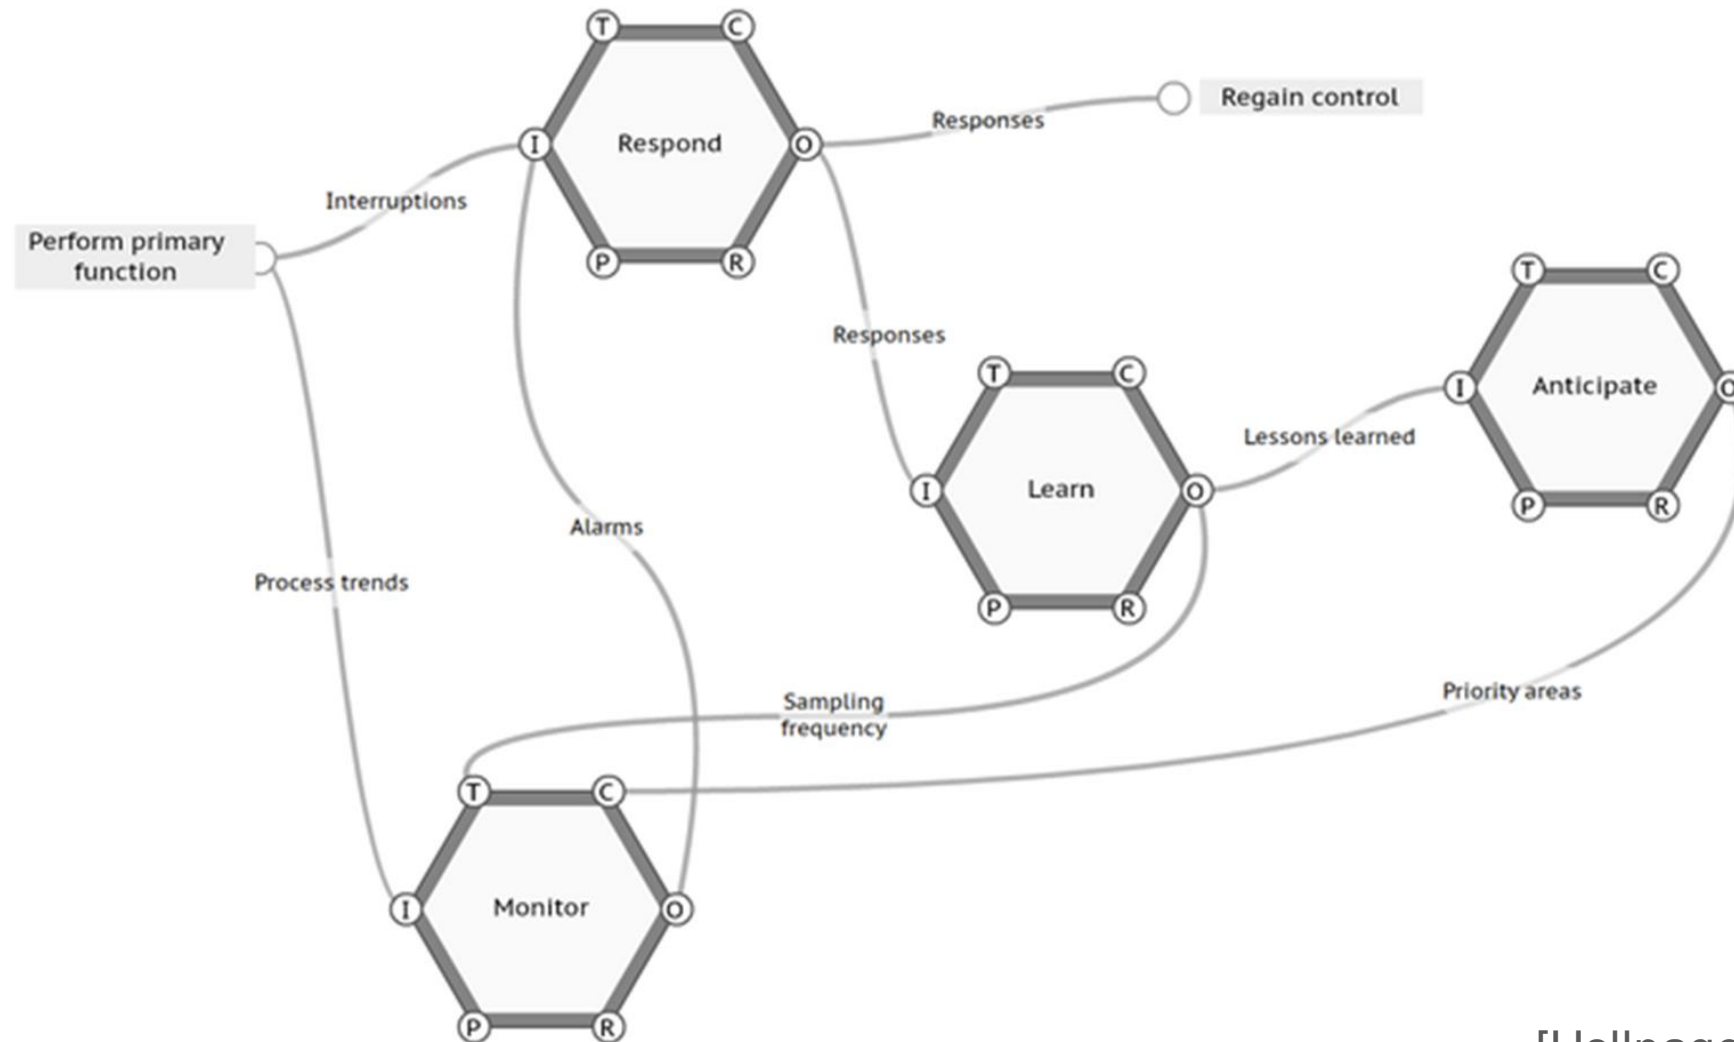 T C
Respond
I O
P R
Responses
Regain control
Interruptions
Perform primary
function
T C
Anticipate
I O
P R
Responses
T C
Learn
I O
P R
Lessons learned
Alarms
Process trends
Sampling
frequency
Priority areas
T C
Monitor
I O
P R